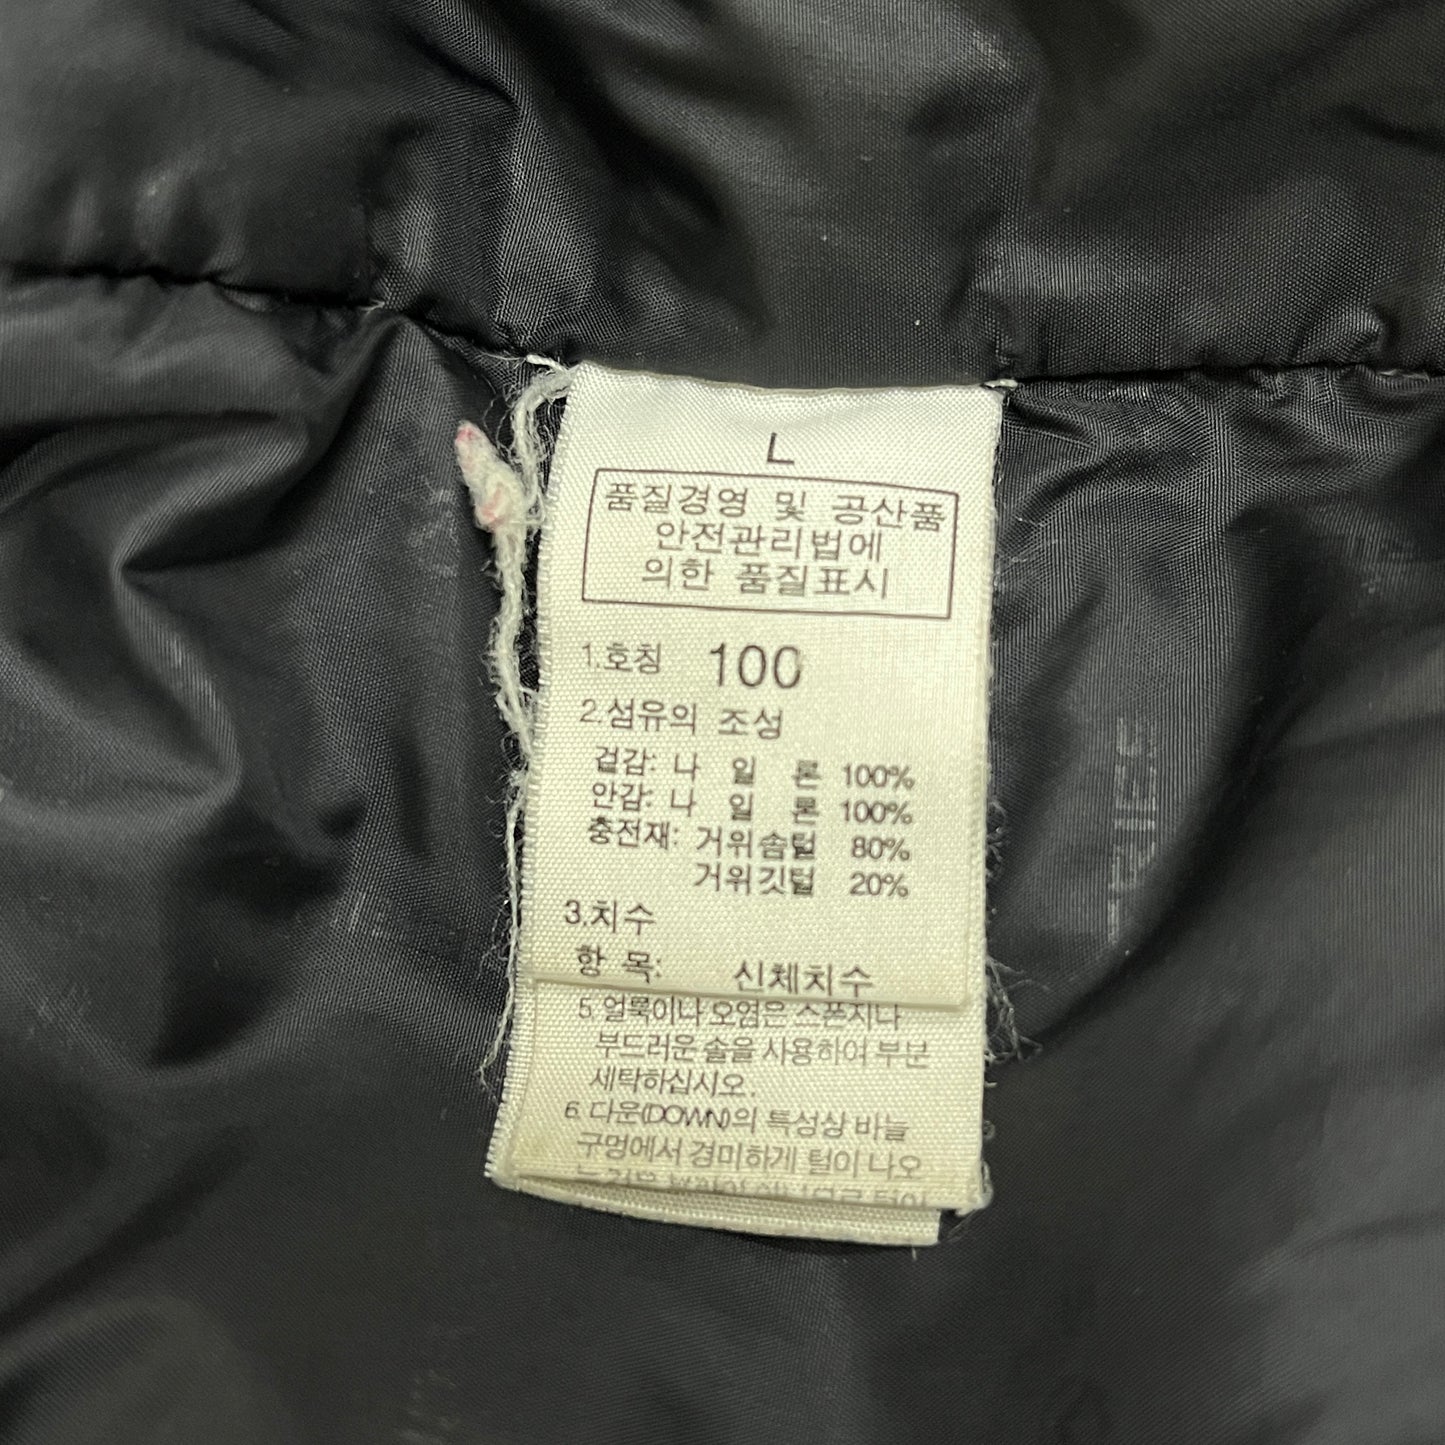 L
품질경영 및 공산품
안전관리법에
의한 품질표시
1.호칭 100
2.섬유의 조성
겉감: 나 일 론 100%
안감: 나 일 론 100%
충전재: 거위솜털 80%
거위깃털 20%
3.치수
항 목: 신체치수
5. 얼룩이나 오염은 스폰지나
부드러운 솔을 사용하여 부분
세탁하십시오.
6. 다운(DOWN)의 특성상 바늘
구멍에서 경미하게 털이 나오